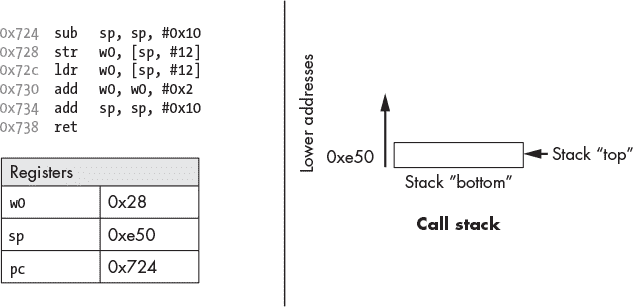 0x724 sub sp, sp, #0x10
0x728 str w0, [sp, #12]
0x72c ldr w0, [sp, #12]
0x730 add w0, w0, #0x2
0x734 add sp, sp, #0x10
0x738 ret
Registers
w0 0x28
sp 0xe50
pc 0x724
Lower addresses
0xe50
Stack “top”
Stack “bottom”
Call stack